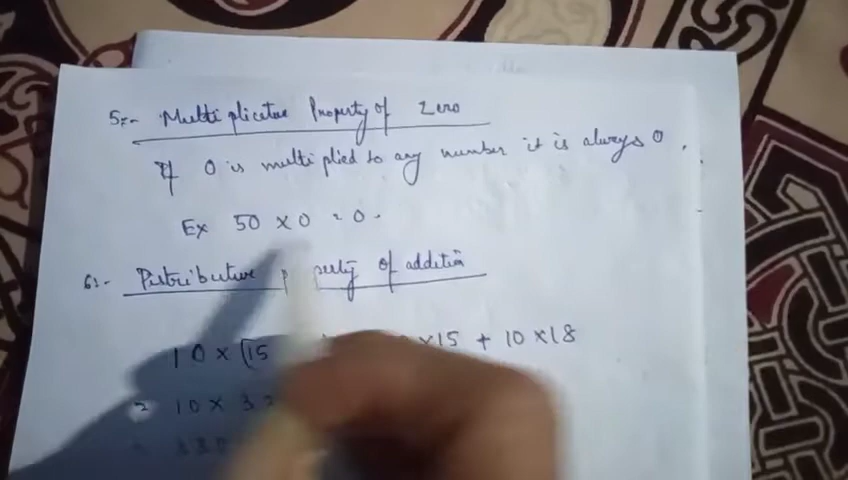 5:- Multiplicative Property of Zero
If 0 is multiplied to any number it is always 0.
Ex 50 x 0 = 0.
6:- Distributive property of addition
10 x (15 x15 + 10 x18
= 10 x 3